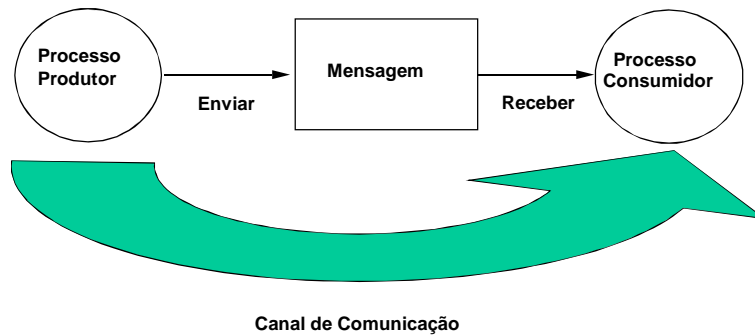 Processo
Produtor
Enviar
Mensagem
Receber
Processo
Consumidor
Canal de Comunicação